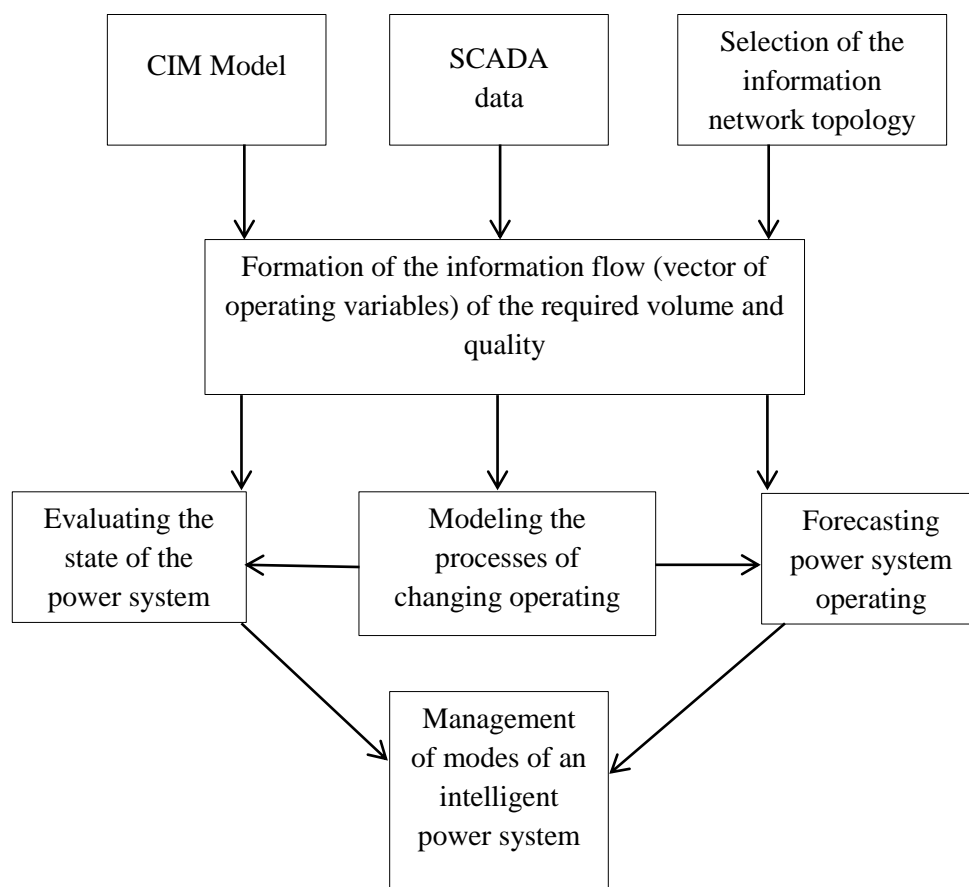 CIM Model
SCADA
data
Selection of the
information
network topology
Formation of the information flow (vector of
operating variables) of the required volume and
quality
Evaluating the
state of the
power system
Modeling the
processes of
changing operating
Forecasting
power system
operating
Management
of modes of an
intelligent
power system